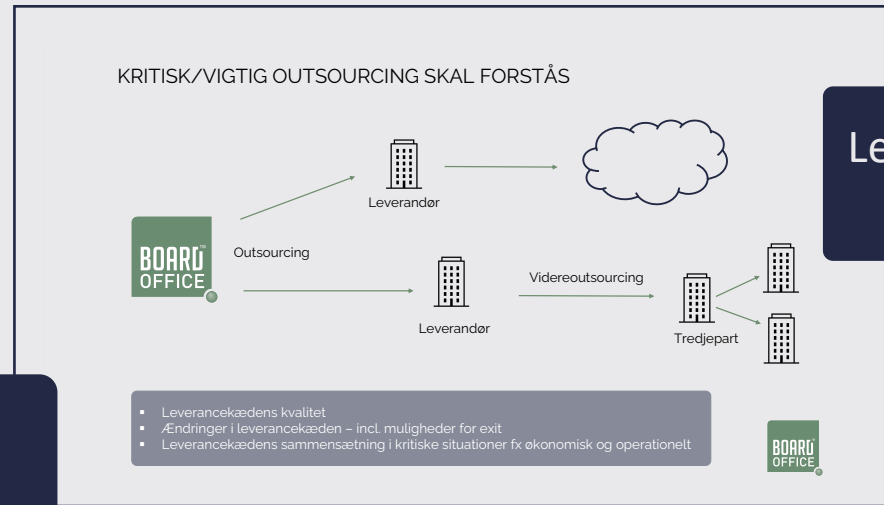 KRITISK/VIGTIG OUTSOURCING SKAL FORSTÅS
Le
Leverandør
BOARD™
OFFICE
Outsourcing
Videreoutsourcing
Leverandør
Tredjepart
▪ Leverancekædens kvalitet
▪ Ændringer i leverancekæden – incl. muligheder for exit
▪ Leverancekædens sammensætning i kritiske situationer fx økonomisk og operationelt
BOARD
OFFICE